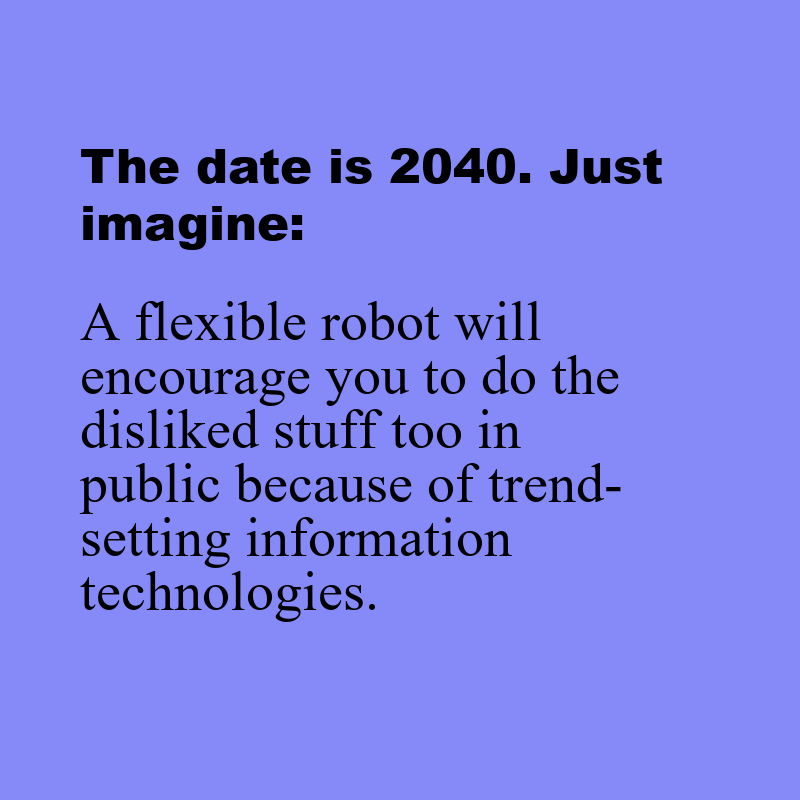 The date is 2040. Just
imagine:
A flexible robot will
encourage you to do the
disliked stuff too in
public because of trend-
setting information
technologies.